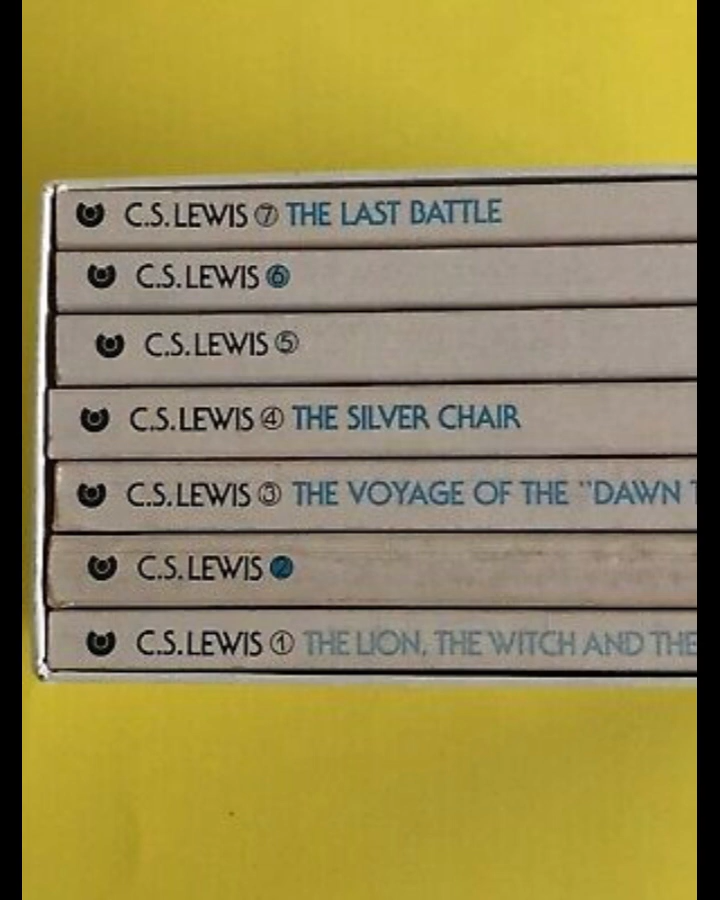 C.S. LEWIS ⑦ THE LAST BATTLE
C.S. LEWIS ⑥
C.S. LEWIS ⑤
C.S. LEWIS ④ THE SILVER CHAIR
C.S. LEWIS ③ THE VOYAGE OF THE "DAWN
C.S. LEWIS ②
C.S. LEWIS ① THE LION, THE WITCH AND THE